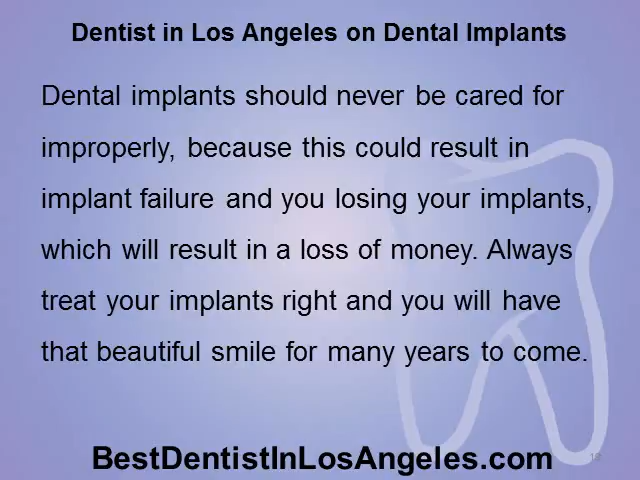 Dentist in Los Angeles on Dental Implants
Dental implants should never be cared for
improperly, because this could result in
implant failure and you losing your implants,
which will result in a loss of money. Always
treat your implants right and you will have
that beautiful smile for many years to come.
BestDentistInLosAngeles.com